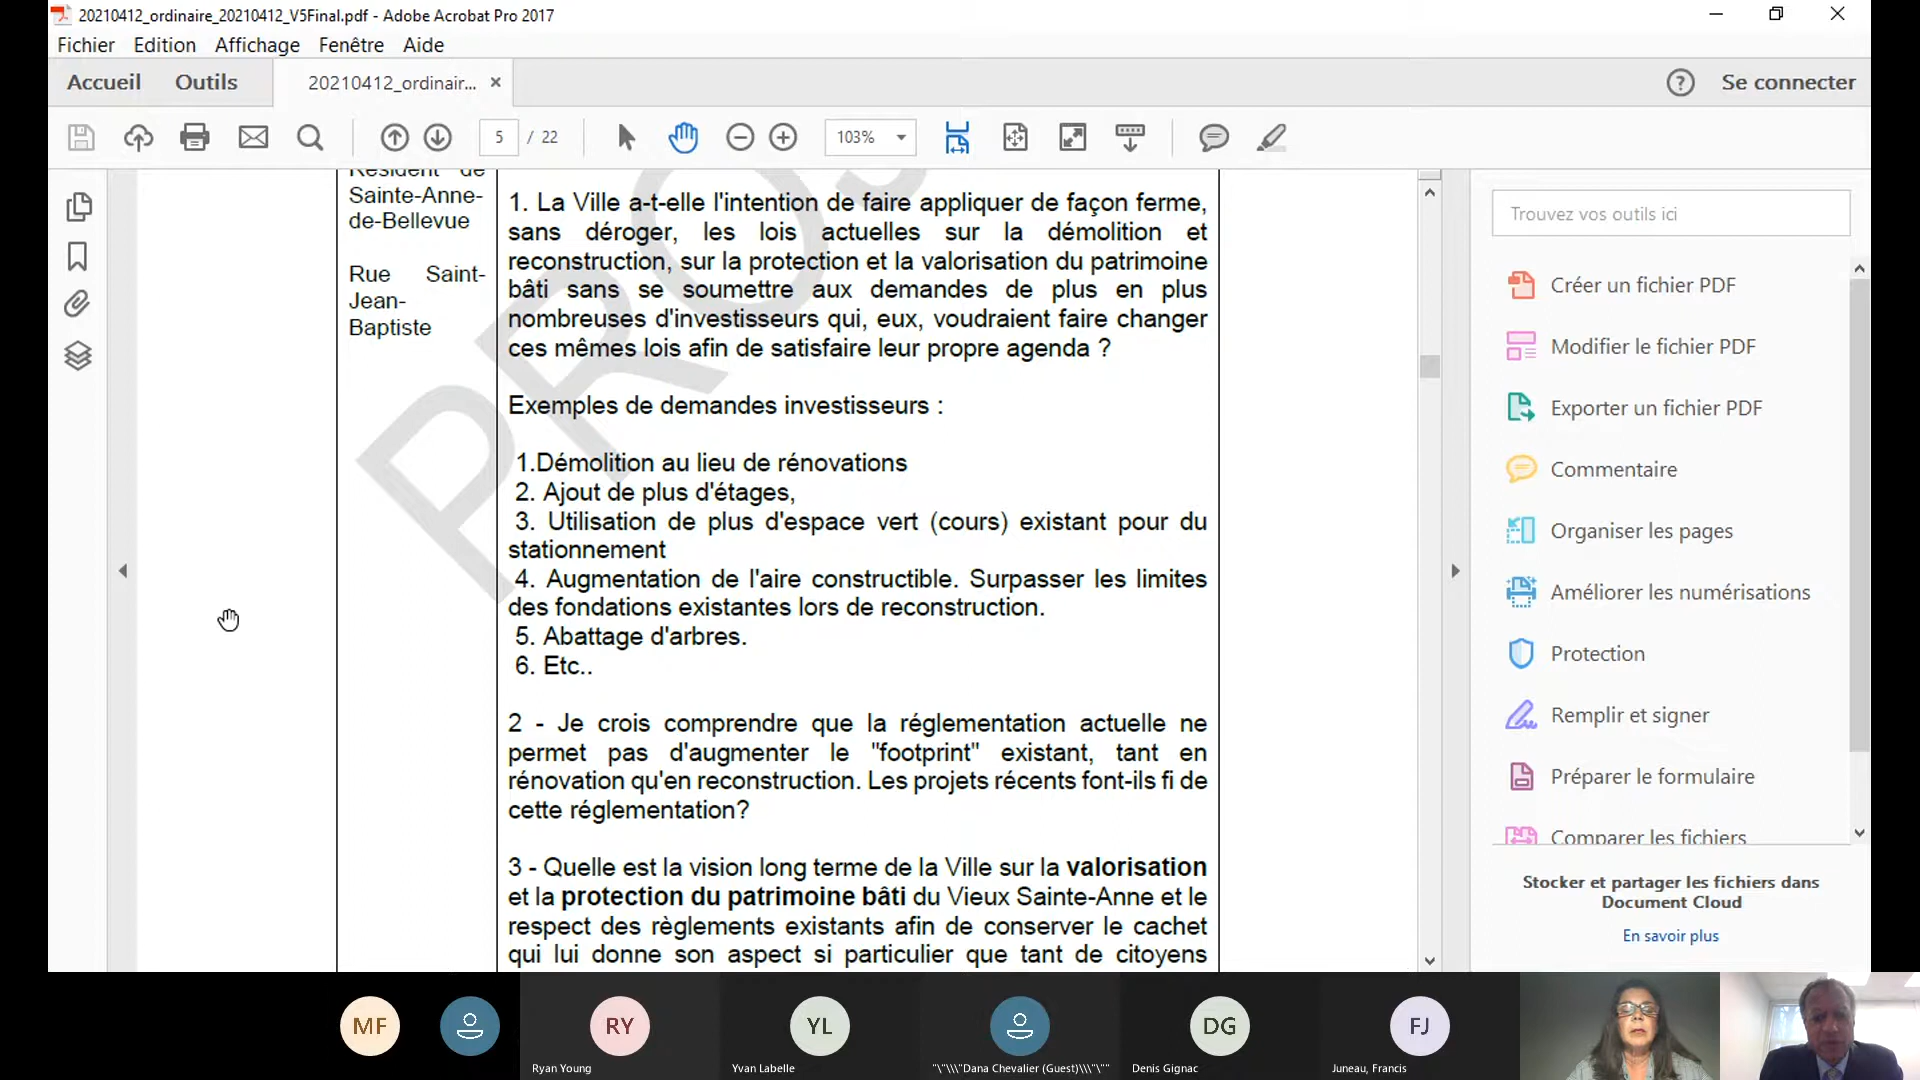 20210412_ordinaire_20210412_V5Final.pdf - Adobe Acrobat Pro 2017
Fichier Edition Affichage Fenêtre Aide
Accueil Outils 20210412_ordinair... × ? Se connecter
5 / 22 103%
Résident de
Sainte-Anne-
de-Bellevue
Rue Saint-
Jean-
Baptiste
PROJ
1. La Ville a-t-elle l'intention de faire appliquer de façon ferme,
sans déroger, les lois actuelles sur la démolition et
reconstruction, sur la protection et la valorisation du patrimoine
bâti sans se soumettre aux demandes de plus en plus
nombreuses d'investisseurs qui, eux, voudraient faire changer
ces mêmes lois afin de satisfaire leur propre agenda ?
Exemples de demandes investisseurs :
1.Démolition au lieu de rénovations
2. Ajout de plus d'étages,
3. Utilisation de plus d'espace vert (cours) existant pour du
stationnement
4. Augmentation de l'aire constructible. Surpasser les limites
des fondations existantes lors de reconstruction.
5. Abattage d'arbres.
6. Etc..
2 - Je crois comprendre que la réglementation actuelle ne
permet pas d'augmenter le "footprint" existant, tant en
rénovation qu'en reconstruction. Les projets récents font-ils fi de
cette réglementation?
3 - Quelle est la vision long terme de la Ville sur la valorisation
et la protection du patrimoine bâti du Vieux Sainte-Anne et le
respect des règlements existants afin de conserver le cachet
qui lui donne son aspect si particulier que tant de citoyens
Trouvez vos outils ici
Créer un fichier PDF
Modifier le fichier PDF
Exporter un fichier PDF
Commentaire
Organiser les pages
Améliorer les numérisations
Protection
Remplir et signer
Préparer le formulaire
Comparer les fichiers
Stocker et partager les fichiers dans
Document Cloud
En savoir plus
MF RY YL DG FJ
Ryan Young Yvan Labelle "\"\\\"Dana Chevalier (Guest)\\\"\"" Denis Gignac Juneau, Francis